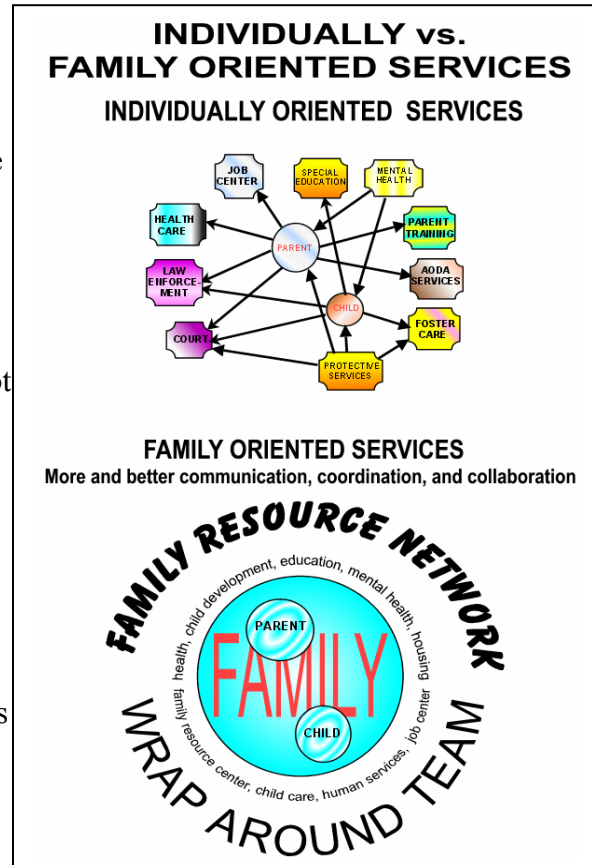 INDIVIDUALLY vs.
FAMILY ORIENTED SERVICES
INDIVIDUALLY ORIENTED SERVICES
JOB
CENTER
SPECIAL
EDUCATION
MENTAL
HEALTH
HEALTH
CARE
PARENT
PARENT
TRAINING
LAW
ENFORCE-
MENT
AODA
SERVICES
CHILD
COURT
FOSTER
CARE
PROTECTIVE
SERVICES
FAMILY ORIENTED SERVICES
More and better communication, coordination, and collaboration
FAMILY RESOURCE NETWORK
health, child development, education, mental health, housing
PARENT
FAMILY
CHILD
family resource center, child care, human services, job center
WRAP AROUND TEAM